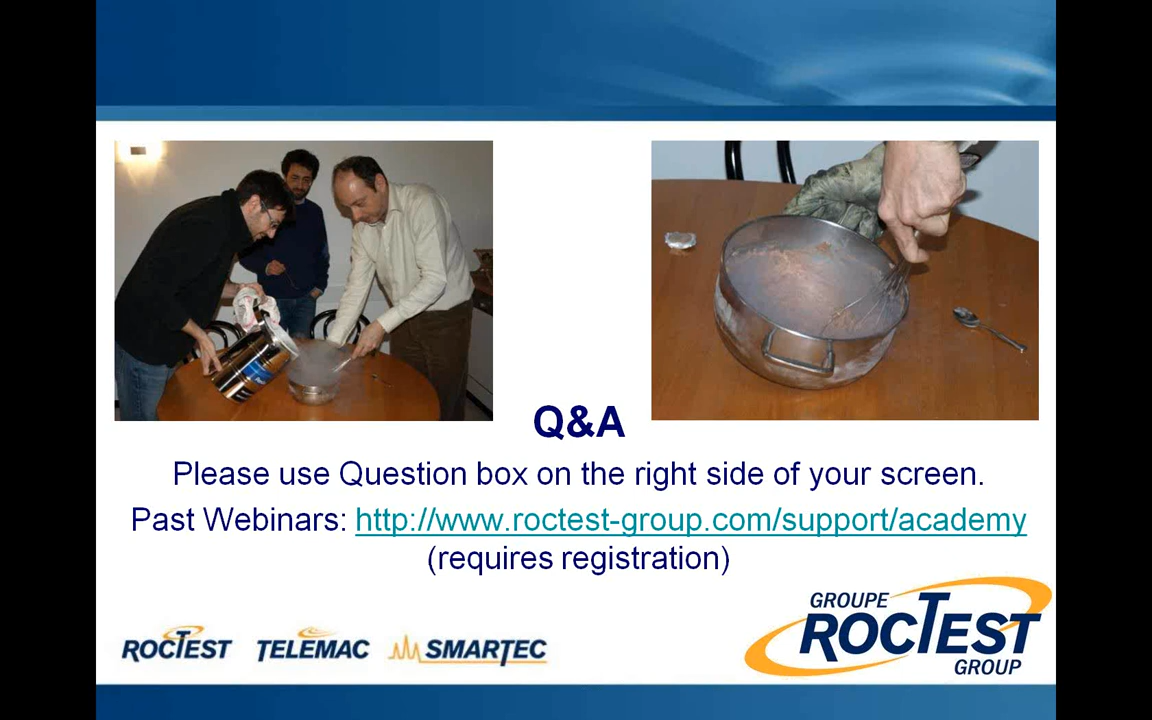 Q&A
Please use Question box on the right side of your screen.
Past Webinars: http://www.roctest-group.com/support/academy
(requires registration)
GROUPE
ROCTEST
GROUP
ROCTEST TELEMAC SMARTEC